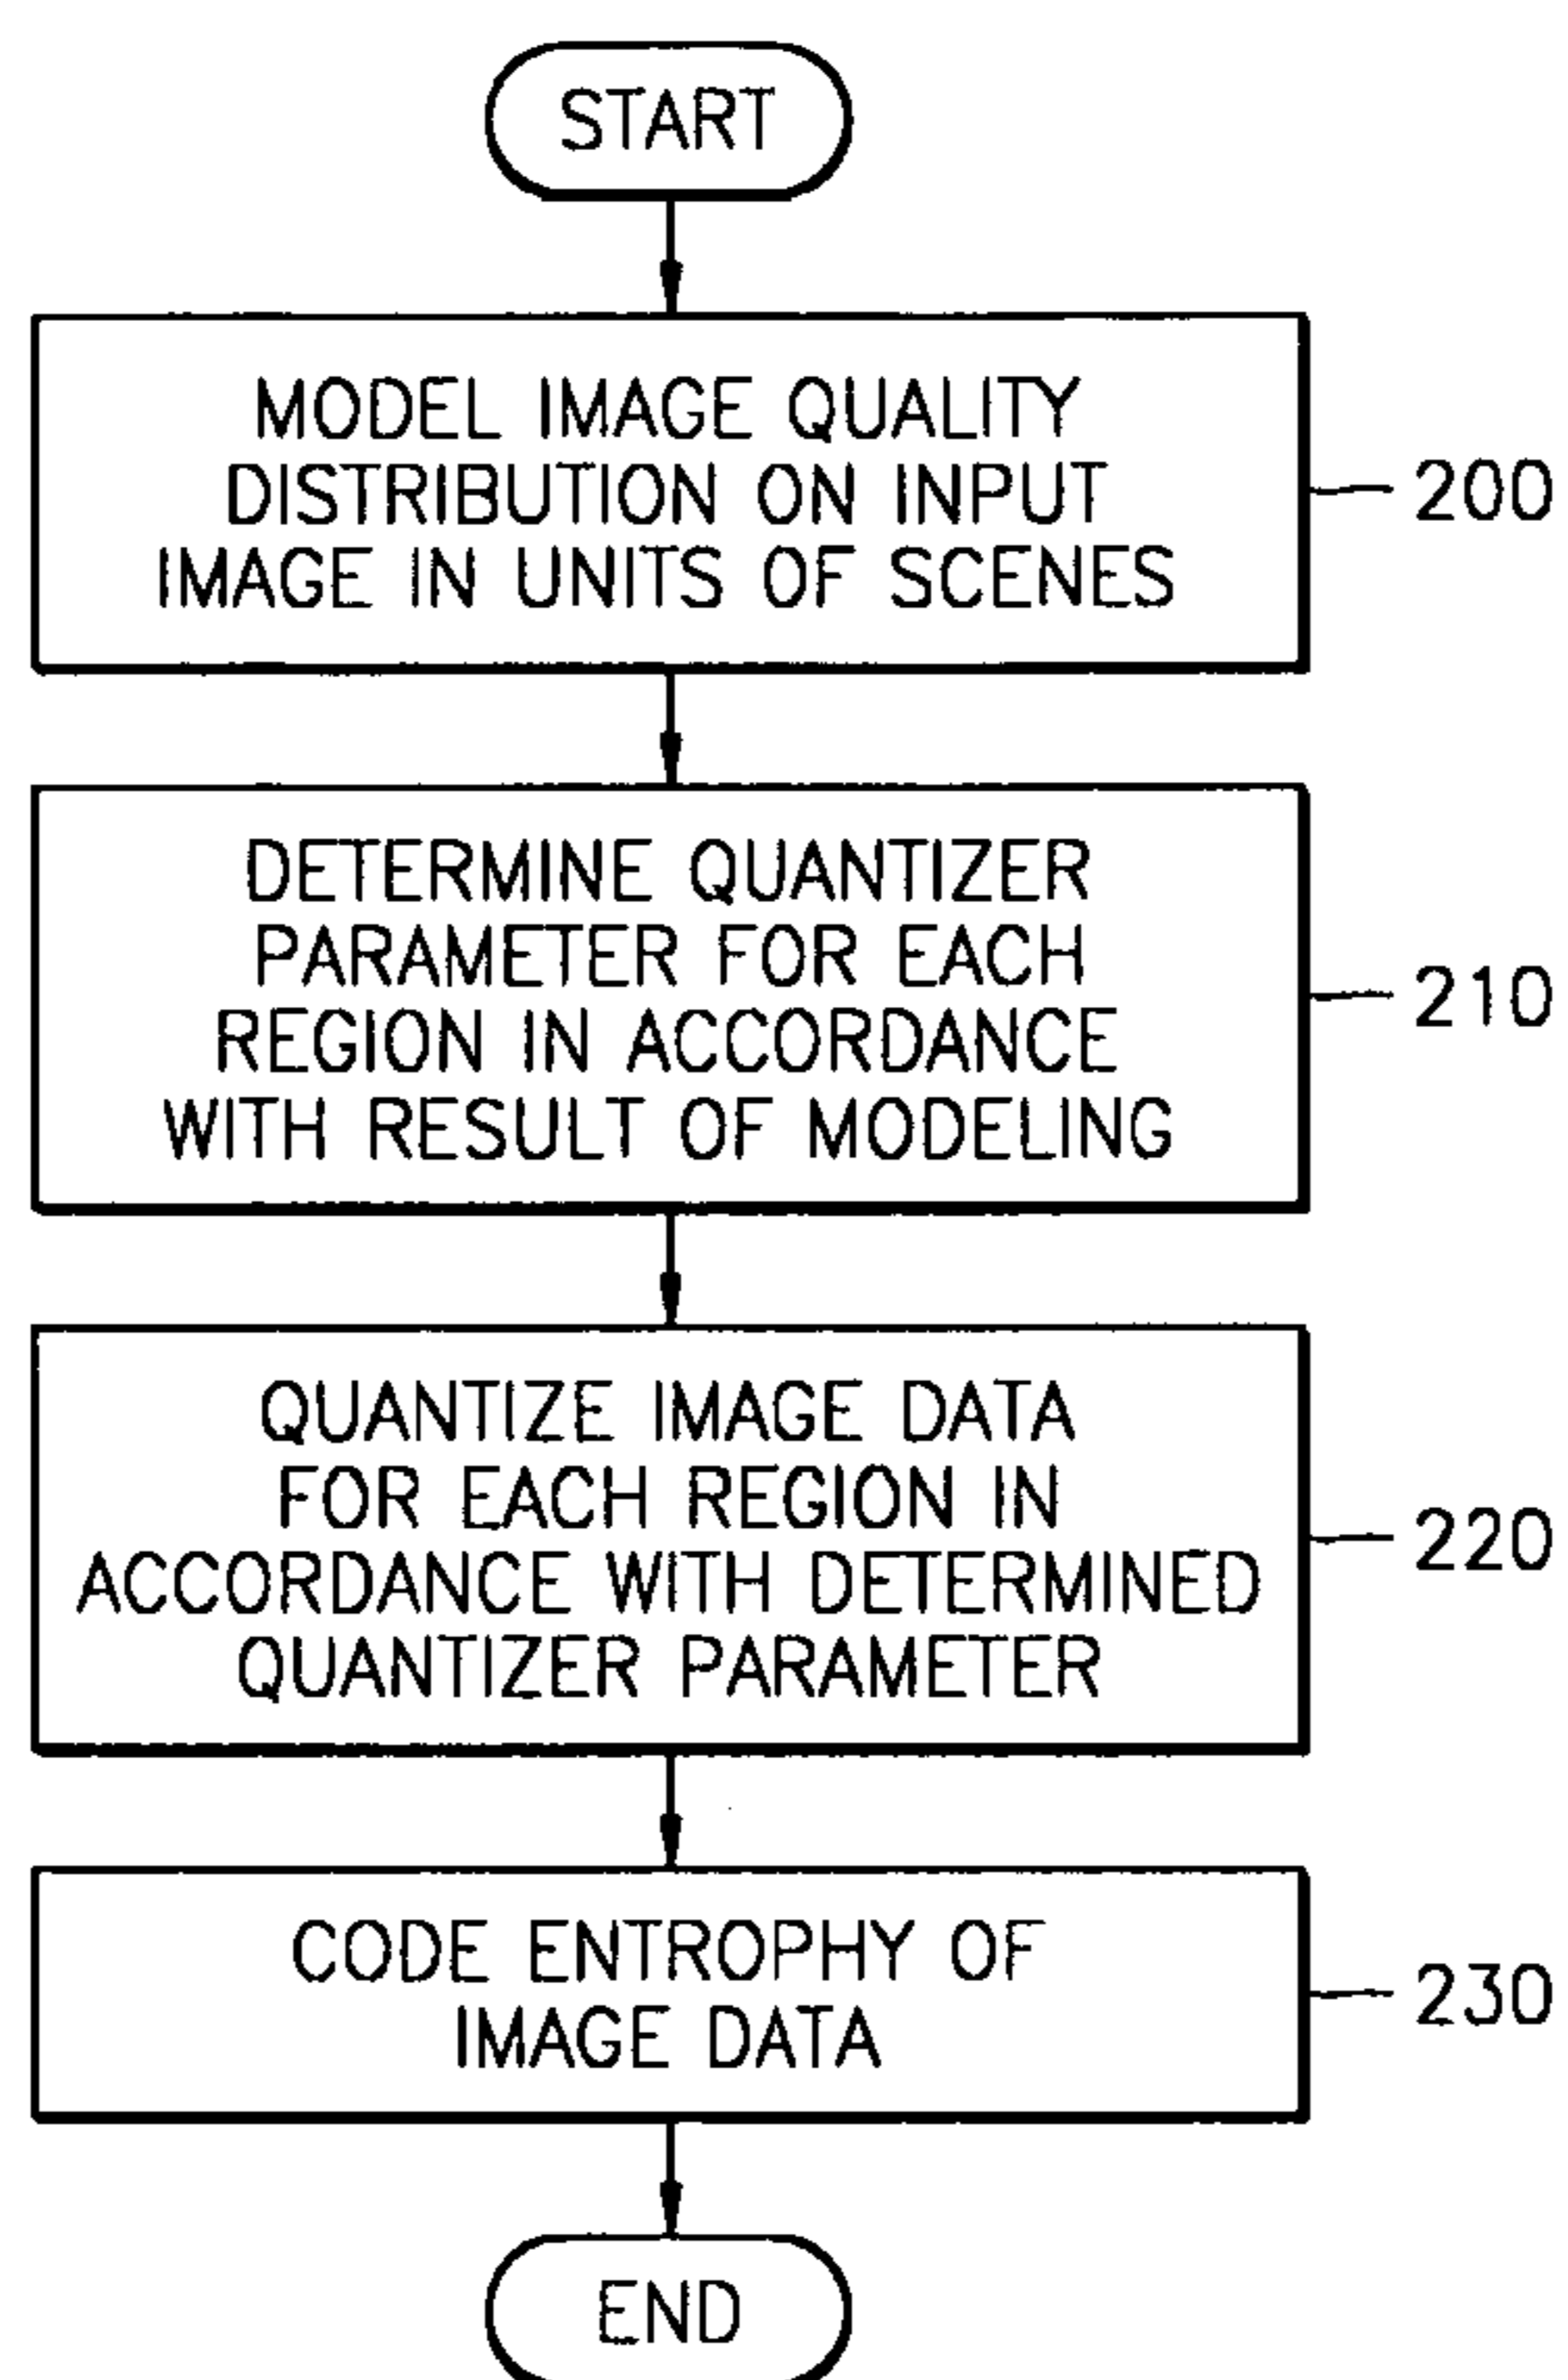 START
MODEL IMAGE QUALITY
DISTRIBUTION ON INPUT
IMAGE IN UNITS OF SCENES
200
DETERMINE QUANTIZER
PARAMETER FOR EACH
REGION IN ACCORDANCE
WITH RESULT OF MODELING
210
QUANTIZE IMAGE DATA
FOR EACH REGION IN
ACCORDANCE WITH DETERMINED
QUANTIZER PARAMETER
220
CODE ENTROPHY OF
IMAGE DATA
230
END